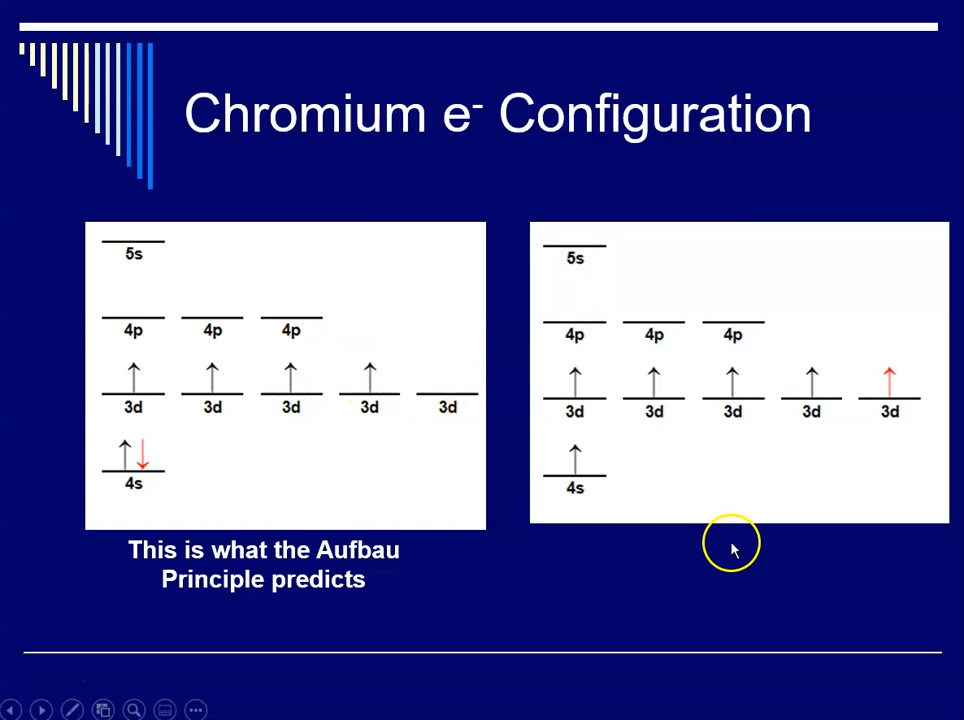 Chromium e- Configuration
5s
4p 4p 4p
3d 3d 3d 3d 3d
4s
This is what the Aufbau
Principle predicts
5s
4p 4p 4p
3d 3d 3d 3d 3d
4s